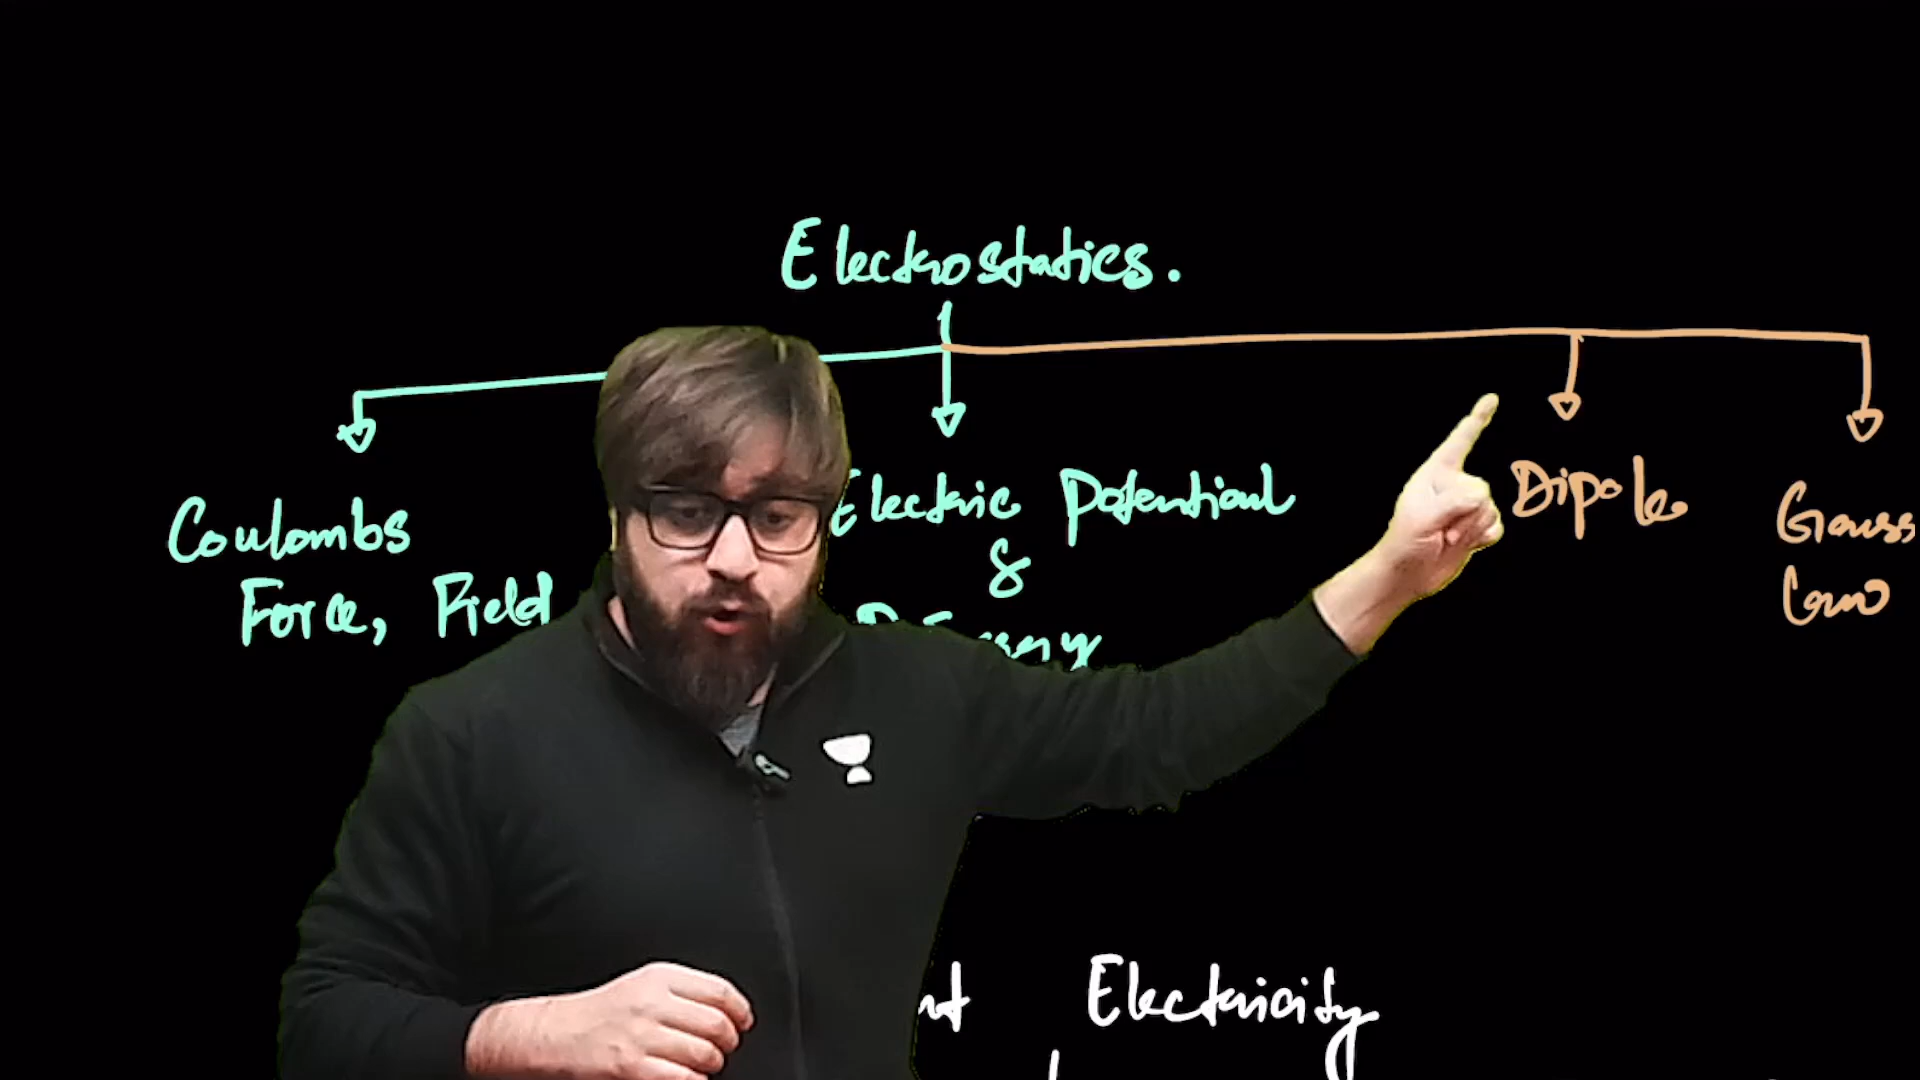 Electrostatics.
Coulombs
Force, Field
Electric Potential
&
Dipole
Gauss
Law
Electricity